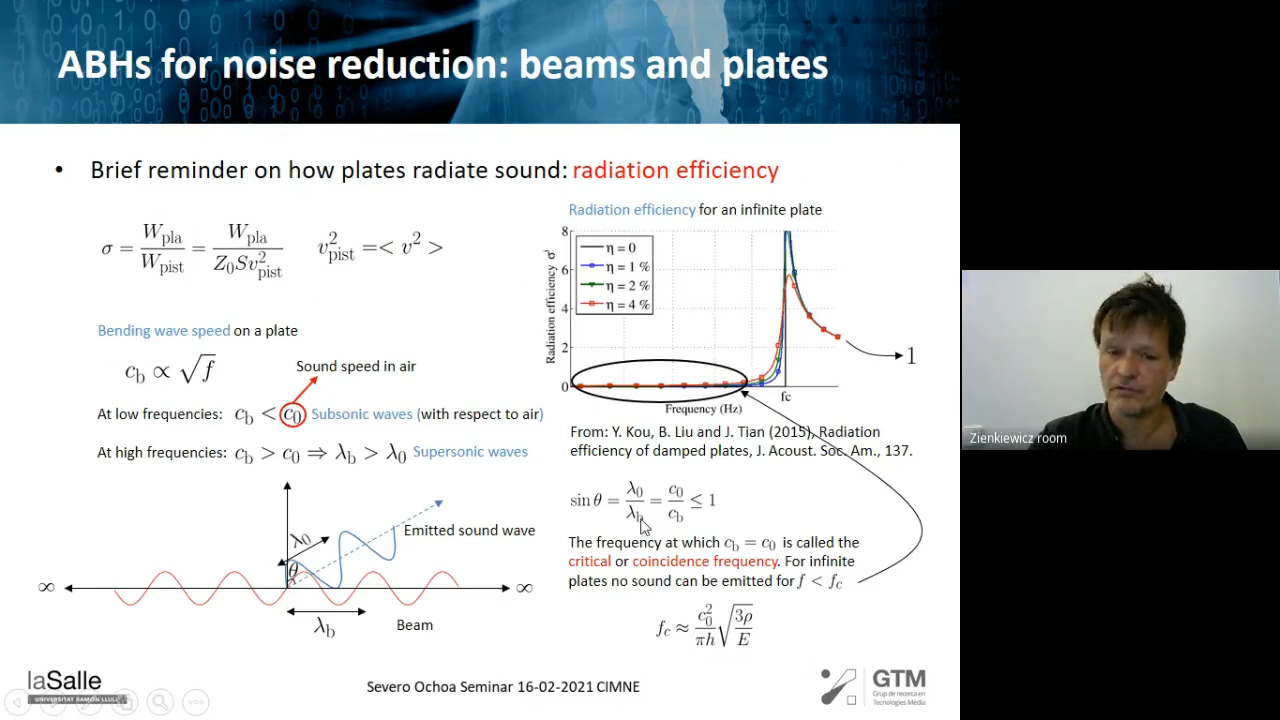 ABHs for noise reduction: beams and plates
• Brief reminder on how plates radiate sound: radiation efficiency
σ = W_pla / W_pist = W_pla / (Z_0 S v²_pist)    v²_pist = < v² >
Bending wave speed on a plate
c_b ∝ √f
Sound speed in air
At low frequencies: c_b < c_0 Subsonic waves (with respect to air)
At high frequencies: c_b > c_0 ⇒ λ_b > λ_0 Supersonic waves
Emitted sound wave
λ_0
θ
∞
∞
λ_b
Beam
Radiation efficiency for an infinite plate
8
6
4
2
0
Radiation efficiency σ
η = 0
η = 1 %
η = 2 %
η = 4 %
1
fc
Frequency (Hz)
From: Y. Kou, B. Liu and J. Tian (2015), Radiation
efficiency of damped plates, J. Acoust. Soc. Am., 137.
sin θ = λ_0 / λ_b = c_0 / c_b ≤ 1
The frequency at which c_b = c_0 is called the
critical or coincidence frequency. For infinite
plates no sound can be emitted for f < f_c
f_c ≈ c_0² / (πh) √(3ρ / E)
laSalle
UNIVERSITAT RAMON LLULL
Severo Ochoa Seminar 16-02-2021 CIMNE
GTM
Grup de recerca en
Tecnologies Mèdia
Zienkiewicz room